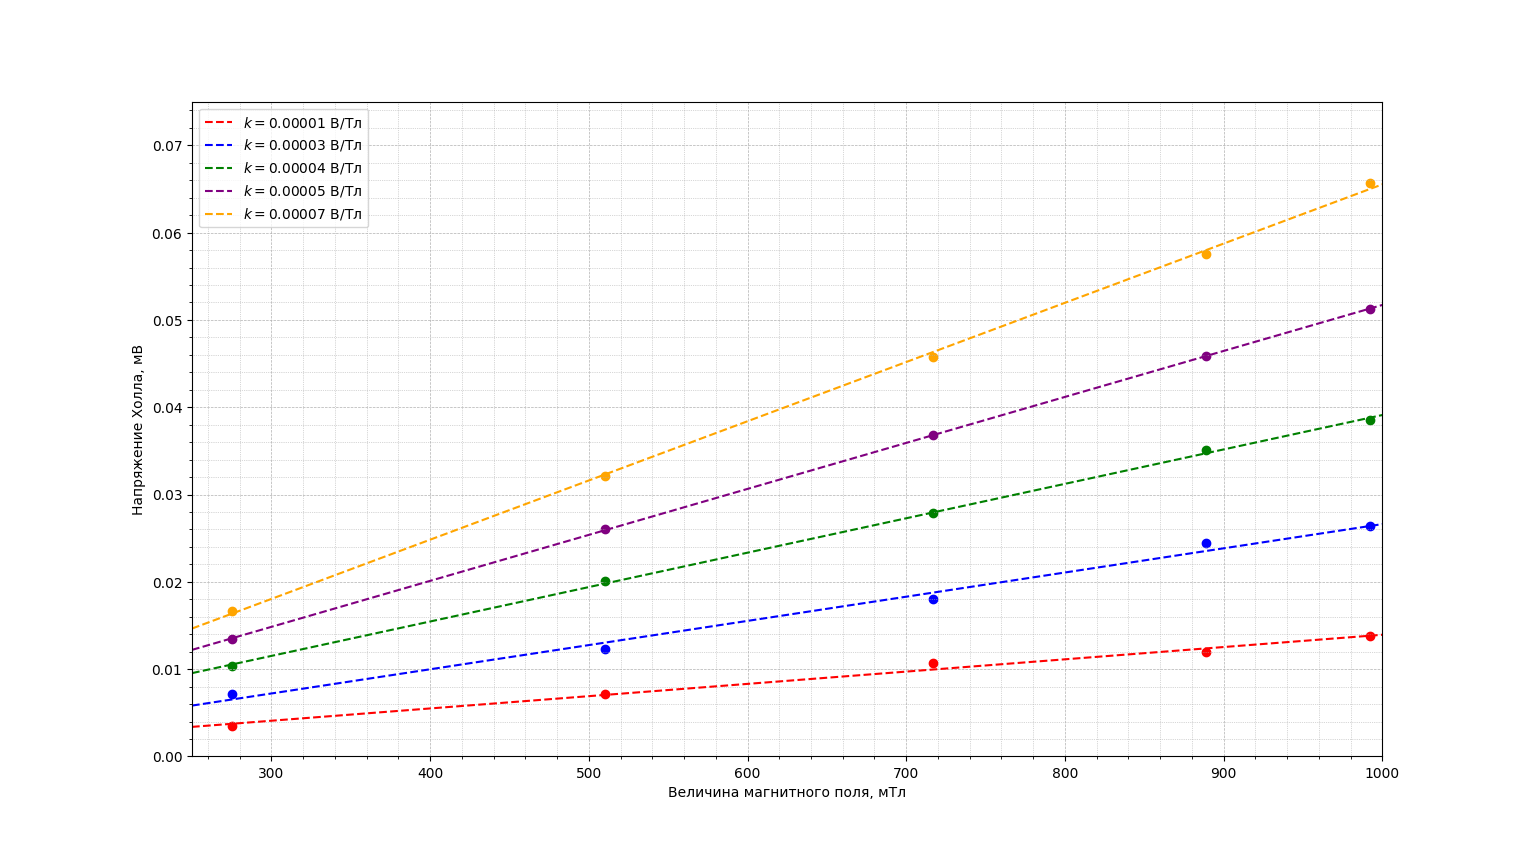 k = 0.00001 В/Тл
k = 0.00003 В/Тл
k = 0.00004 В/Тл
k = 0.00005 В/Тл
k = 0.00007 В/Тл
0.07
0.06
0.05
0.04
0.03
0.02
0.01
0.00
Напряжение Холла, мВ
300 400 500 600 700 800 900 1000
Величина магнитного поля, мТл